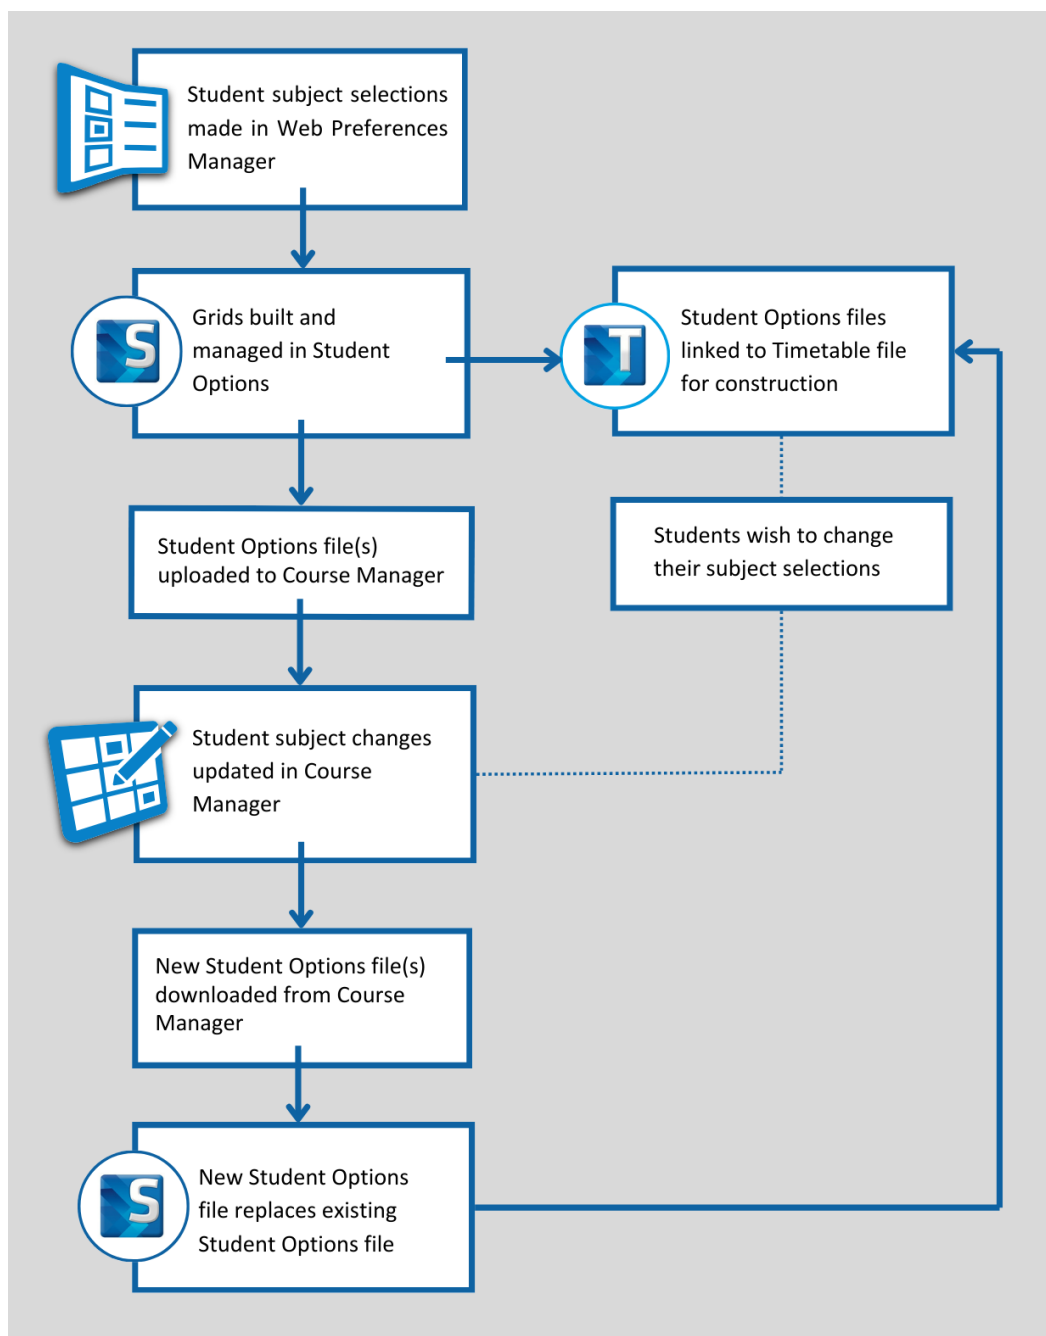 Student subject selections
made in Web Preferences
Manager
Grids built and
managed in Student
Options
S
Student Options files
linked to Timetable file
for construction
T
Student Options file(s)
uploaded to Course Manager
Students wish to change
their subject selections
Student subject changes
updated in Course
Manager
New Student Options file(s)
downloaded from Course
Manager
New Student Options
file replaces existing
Student Options file
S